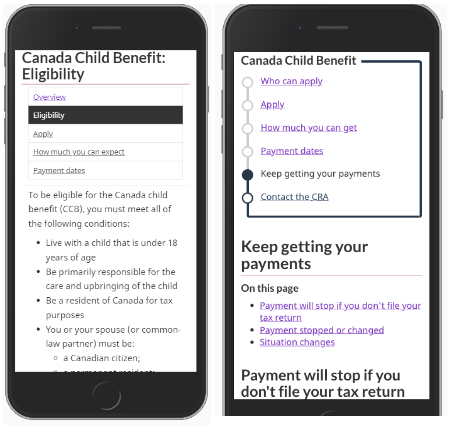 Canada Child Benefit:
Eligibility
Overview
Eligibility
Apply
How much you can expect
Payment dates
To be eligible for the Canada child
benefit (CCB), you must meet all of
the following conditions:
Live with a child that is under 18
years of age
Be primarily responsible for the
care and upbringing of the child
Be a resident of Canada for tax
purposes
You or your spouse (or common-
law partner) must be:
a Canadian citizen;
a permanent resident;
Canada Child Benefit
Who can apply
Apply
How much you can get
Payment dates
Keep getting your payments
Contact the CRA
Keep getting your
payments
On this page
Payment will stop if you don't file your
tax return
Payment stopped or changed
Situation changes
Payment will stop if you
don't file your tax return